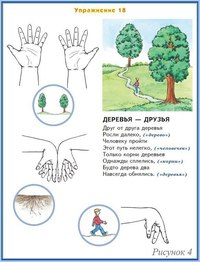 Упражнение 18
ДЕРЕВЬЯ — ДРУЗЬЯ
Друг от друга деревья
Росли далеко, («дерево»)
Человеку пройти
Этот путь нелегко, («человечек»)
Только корни деревьев
Однажды сплелись, («корни»)
Будто дерева два
Навсегда обнялись. («деревья»)
Рисунок 4